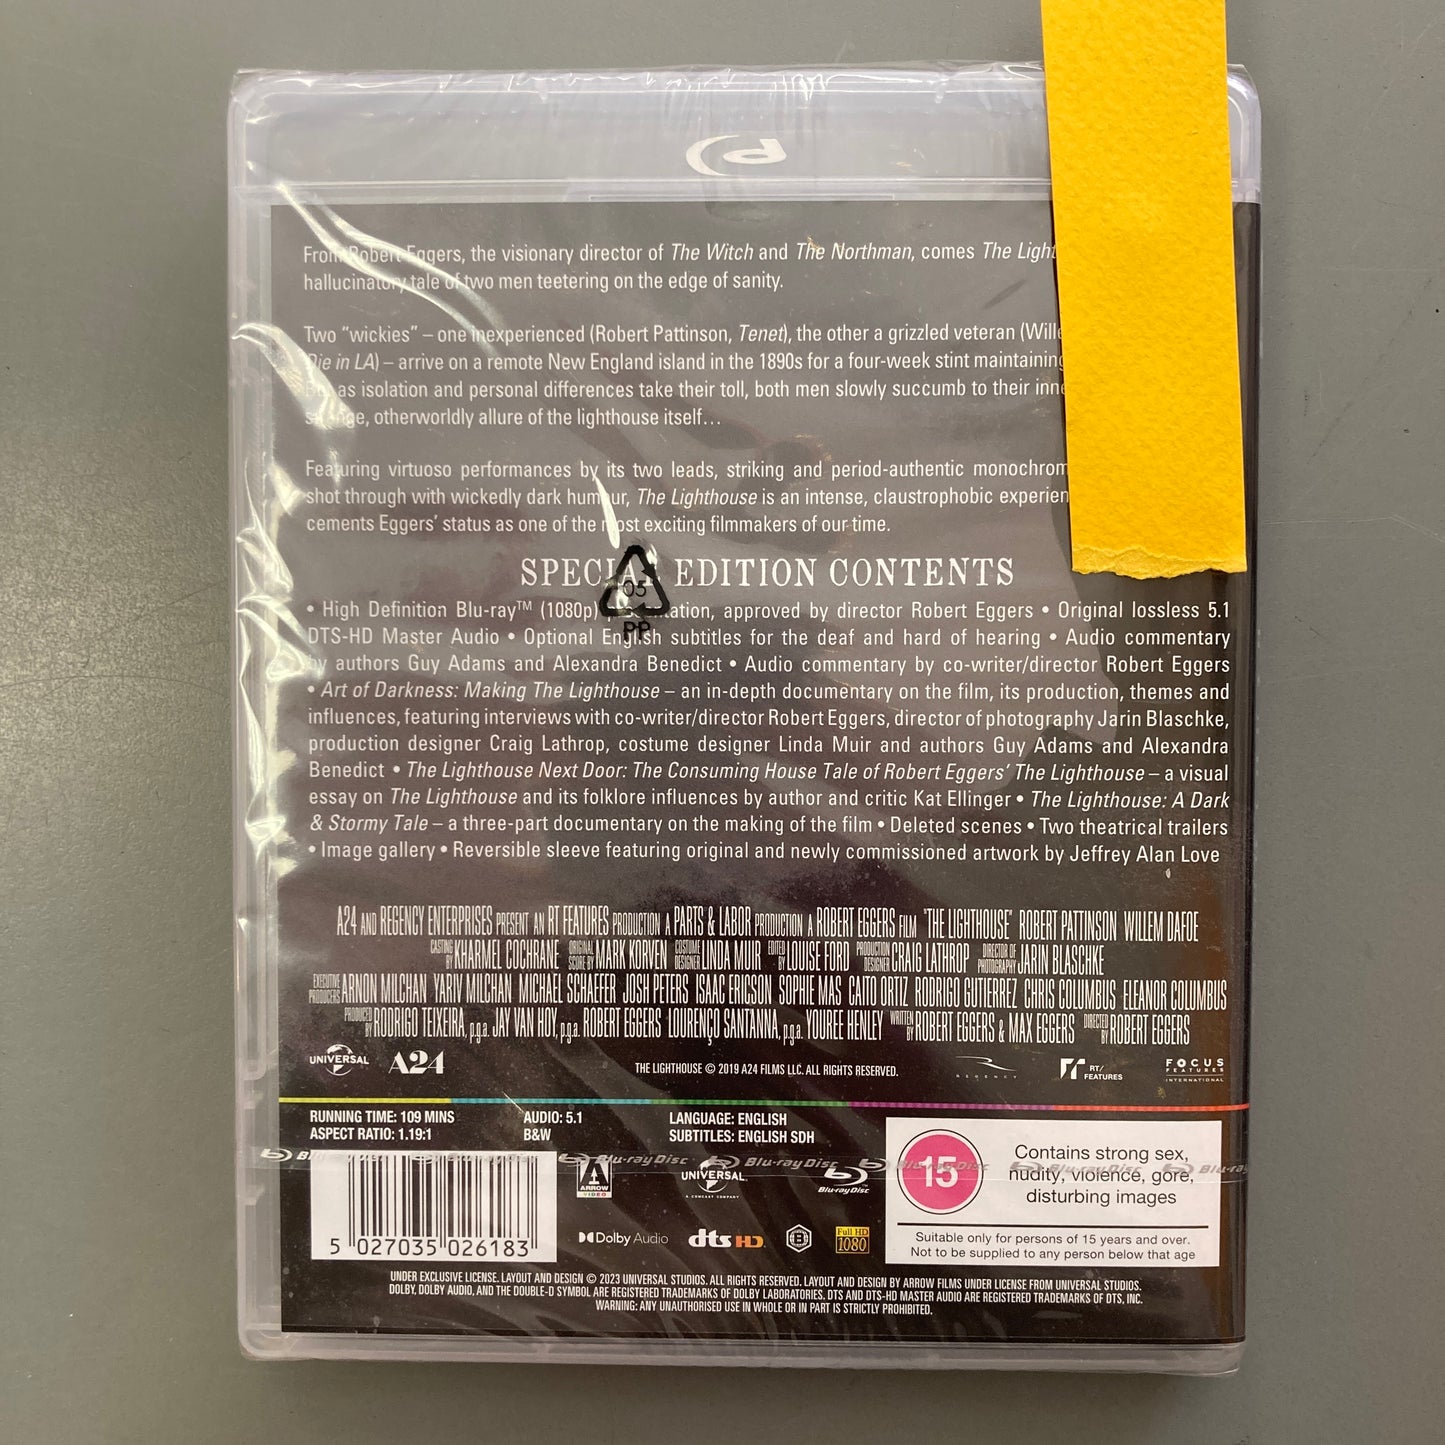 From Robert Eggers, the visionary director of The Witch and The Northman, comes The Light
hallucinatory tale of two men teetering on the edge of sanity.
Two “wickies” – one inexperienced (Robert Pattinson, Tenet), the other a grizzled veteran (Wille
Die in LA) – arrive on a remote New England island in the 1890s for a four-week stint maintaining
But as isolation and personal differences take their toll, both men slowly succumb to their inne
strange, otherworldly allure of the lighthouse itself…
Featuring virtuoso performances by its two leads, striking and period-authentic monochrom
shot through with wickedly dark humour, The Lighthouse is an intense, claustrophobic experien
cements Eggers’ status as one of the most exciting filmmakers of our time.
SPECIAL EDITION CONTENTS
• High Definition Blu-ray™ (1080p) presentation, approved by director Robert Eggers • Original lossless 5.1
DTS-HD Master Audio • Optional English subtitles for the deaf and hard of hearing • Audio commentary
by authors Guy Adams and Alexandra Benedict • Audio commentary by co-writer/director Robert Eggers
• Art of Darkness: Making The Lighthouse – an in-depth documentary on the film, its production, themes and
influences, featuring interviews with co-writer/director Robert Eggers, director of photography Jarin Blaschke,
production designer Craig Lathrop, costume designer Linda Muir and authors Guy Adams and Alexandra
Benedict • The Lighthouse Next Door: The Consuming House Tale of Robert Eggers’ The Lighthouse – a visual
essay on The Lighthouse and its folklore influences by author and critic Kat Ellinger • The Lighthouse: A Dark
& Stormy Tale – a three-part documentary on the making of the film • Deleted scenes • Two theatrical trailers
• Image gallery • Reversible sleeve featuring original and newly commissioned artwork by Jeffrey Alan Love
05
PP
A24 AND REGENCY ENTERPRISES PRESENT AN RT FEATURES PRODUCTION A PARTS & LABOR PRODUCTION A ROBERT EGGERS FILM "THE LIGHTHOUSE" ROBERT PATTINSON WILLEM DAFOE
CASTING BY KHARMEL COCHRANE ORIGINAL SCORE BY MARK KORVEN COSTUME DESIGNER LINDA MUIR EDITED BY LOUISE FORD PRODUCTION DESIGNER CRAIG LATHROP DIRECTOR OF PHOTOGRAPHY JARIN BLASCHKE
EXECUTIVE PRODUCERS ARNON MILCHAN YARIV MILCHAN MICHAEL SCHAEFER JOSH PETERS ISAAC ERICSON SOPHIE MAS CAITO ORTIZ RODRIGO GUTIERREZ CHRIS COLUMBUS ELEANOR COLUMBUS
PRODUCED BY RODRIGO TEIXEIRA, p.g.a. JAY VAN HOY, p.g.a. ROBERT EGGERS LOURENÇO SANTANNA, p.g.a. YOUREE HENLEY WRITTEN BY ROBERT EGGERS & MAX EGGERS DIRECTED BY ROBERT EGGERS
UNIVERSAL A24 THE LIGHTHOUSE © 2019 A24 FILMS LLC. ALL RIGHTS RESERVED. REGENCY RT/ FEATURES FOCUS FEATURES INTERNATIONAL
RUNNING TIME: 109 MINS AUDIO: 5.1 LANGUAGE: ENGLISH
ASPECT RATIO: 1.19:1 B&W SUBTITLES: ENGLISH SDH
Blu-ray Disc Blu-ray Disc Blu-ray Disc Blu-ray
ARROW VIDEO UNIVERSAL A COMCAST COMPANY Blu-ray Disc
15
Contains strong sex,
nudity, violence, gore,
disturbing images
Suitable only for persons of 15 years and over.
Not to be supplied to any person below that age
5 027035 026183
Dolby Audio dts HD B Full HD 1080
UNDER EXCLUSIVE LICENSE. LAYOUT AND DESIGN © 2023 UNIVERSAL STUDIOS. ALL RIGHTS RESERVED. LAYOUT AND DESIGN BY ARROW FILMS UNDER LICENSE FROM UNIVERSAL STUDIOS.
DOLBY, DOLBY AUDIO, AND THE DOUBLE-D SYMBOL ARE REGISTERED TRADEMARKS OF DOLBY LABORATORIES. DTS AND DTS-HD MASTER AUDIO ARE REGISTERED TRADEMARKS OF DTS, INC.
WARNING: ANY UNAUTHORISED USE IN WHOLE OR IN PART IS STRICTLY PROHIBITED.